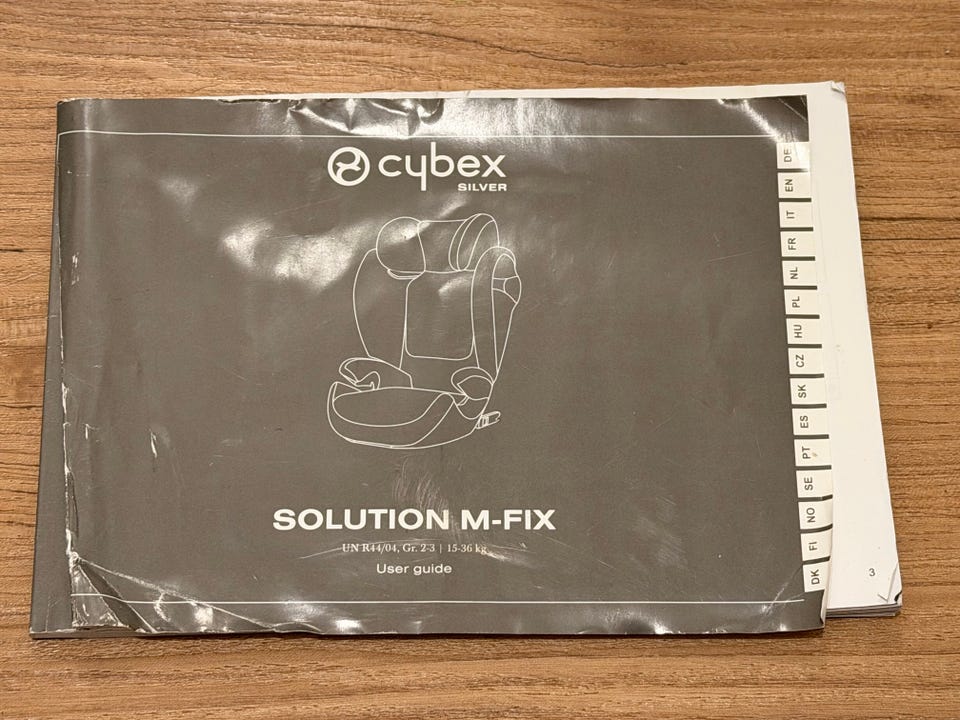 cybex
SILVER
SOLUTION M-FIX
UN R44/04, Gr. 2-3 | 15-36 kg
User guide
DE
EN
IT
FR
NL
PL
HU
CZ
SK
ES
PT
SE
NO
FI
DK
3